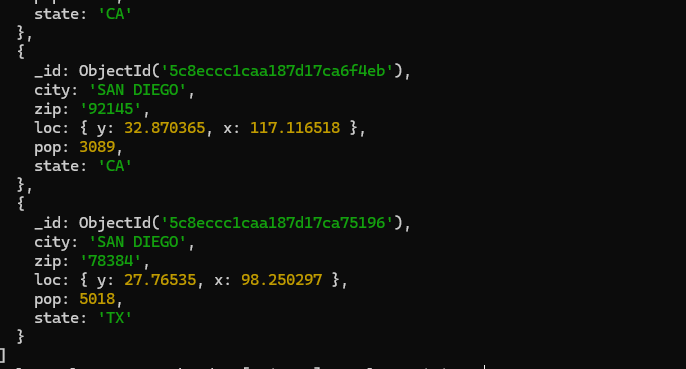 state: 'CA'
},
{
_id: ObjectId('5c8eccc1caa187d17ca6f4eb'),
city: 'SAN DIEGO',
zip: '92145',
loc: { y: 32.870365, x: 117.116518 },
pop: 3089,
state: 'CA'
},
{
_id: ObjectId('5c8eccc1caa187d17ca75196'),
city: 'SAN DIEGO',
zip: '78384',
loc: { y: 27.76535, x: 98.250297 },
pop: 5018,
state: 'TX'
}
]